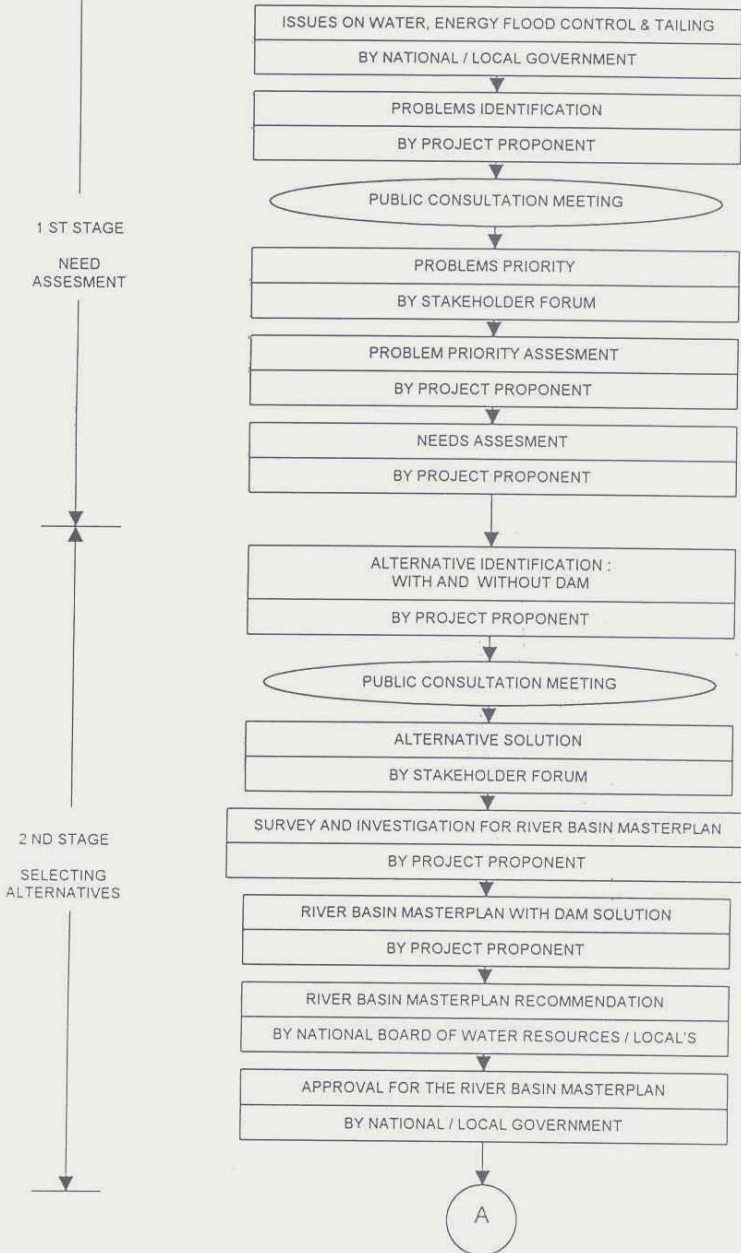 ISSUES ON WATER, ENERGY FLOOD CONTROL & TAILING
BY NATIONAL / LOCAL GOVERNMENT
PROBLEMS IDENTIFICATION
BY PROJECT PROPONENT
PUBLIC CONSULTATION MEETING
1 ST STAGE
NEED
ASSESMENT
PROBLEMS PRIORITY
BY STAKEHOLDER FORUM
PROBLEM PRIORITY ASSESMENT
BY PROJECT PROPONENT
NEEDS ASSESMENT
BY PROJECT PROPONENT
ALTERNATIVE IDENTIFICATION :
WITH AND WITHOUT DAM
BY PROJECT PROPONENT
PUBLIC CONSULTATION MEETING
ALTERNATIVE SOLUTION
BY STAKEHOLDER FORUM
2 ND STAGE
SELECTING
ALTERNATIVES
SURVEY AND INVESTIGATION FOR RIVER BASIN MASTERPLAN
BY PROJECT PROPONENT
RIVER BASIN MASTERPLAN WITH DAM SOLUTION
BY PROJECT PROPONENT
RIVER BASIN MASTERPLAN RECOMMENDATION
BY NATIONAL BOARD OF WATER RESOURCES / LOCAL'S
APPROVAL FOR THE RIVER BASIN MASTERPLAN
BY NATIONAL / LOCAL GOVERNMENT
A